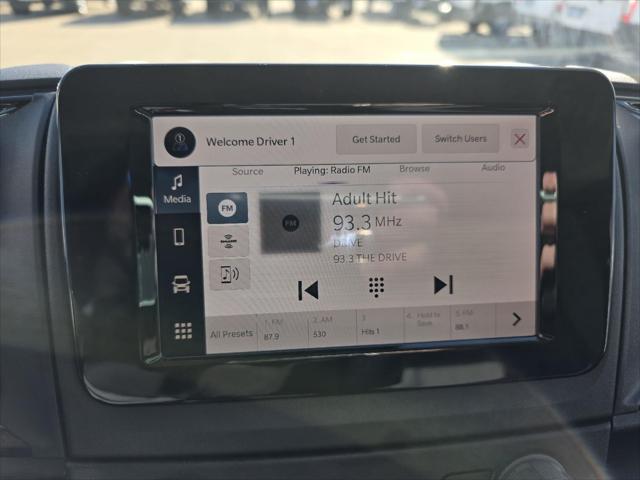 1
Welcome Driver 1 Get Started Switch Users
Source Playing: Radio FM Browse Audio
Media
FM
FM
Adult Hit
93.3 MHz
DRIVE
93.3 THE DRIVE
All Presets
1. FM
87.9
2. AM
530
3
Hits 1
4. Hold to
Save
5. FM
88.1